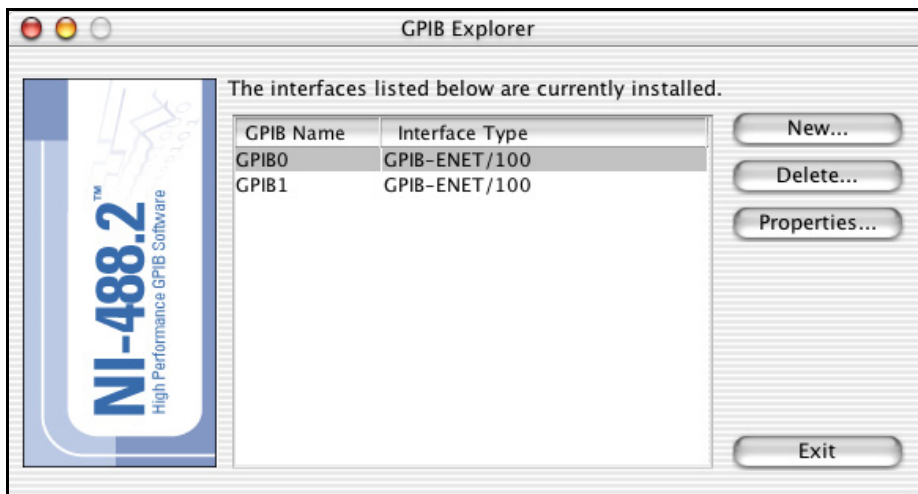 GPIB Explorer
The interfaces listed below are currently installed.
GPIB Name Interface Type
GPIB0 GPIB-ENET/100
GPIB1 GPIB-ENET/100
New...
Delete...
Properties...
Exit
NI-488.2™
High Performance GPIB Software